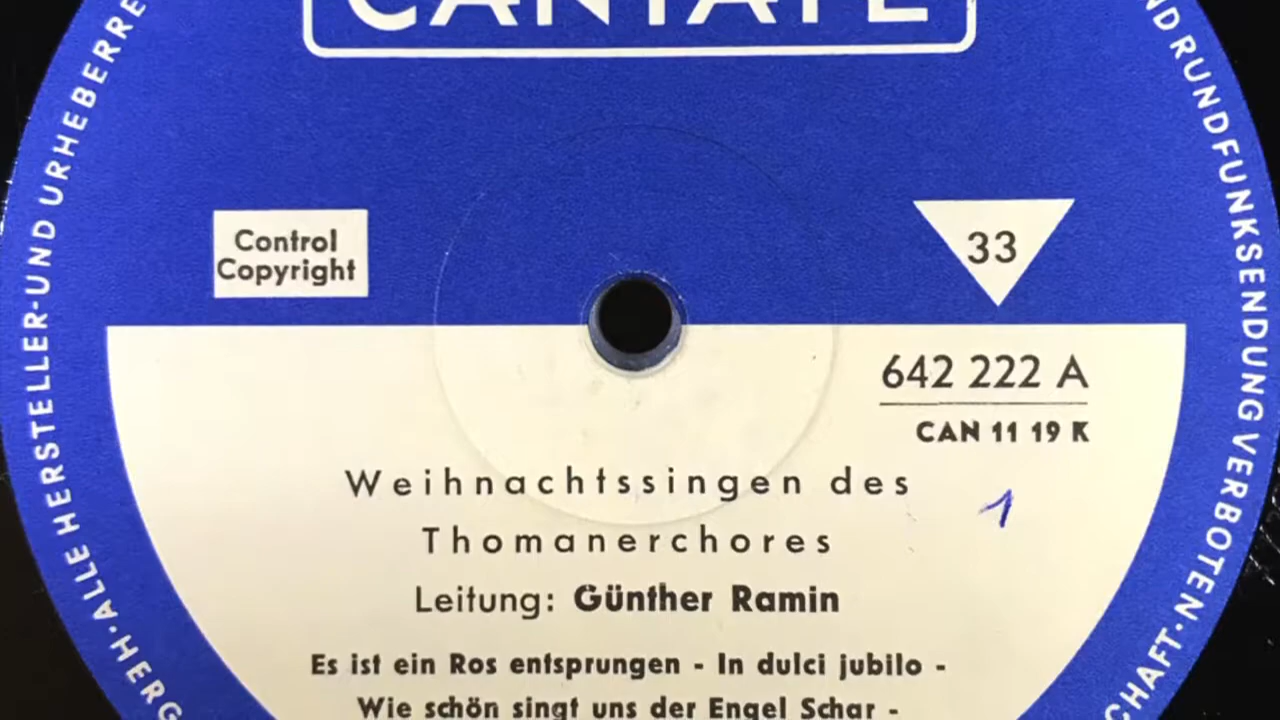 CANTATE
ND RUNDFUNKSENDUNG VERBOTEN
CHAFT·N
HERG
·ALLE HERSTELLER-UND URHEBERRE
Control
Copyright
33
642 222 A
CAN 11 19 K
1
Weihnachtssingen des
Thomanerchores
Leitung: Günther Ramin
Es ist ein Ros entsprungen - In dulci jubilo -
Wie schön singt uns der Engel Schar -